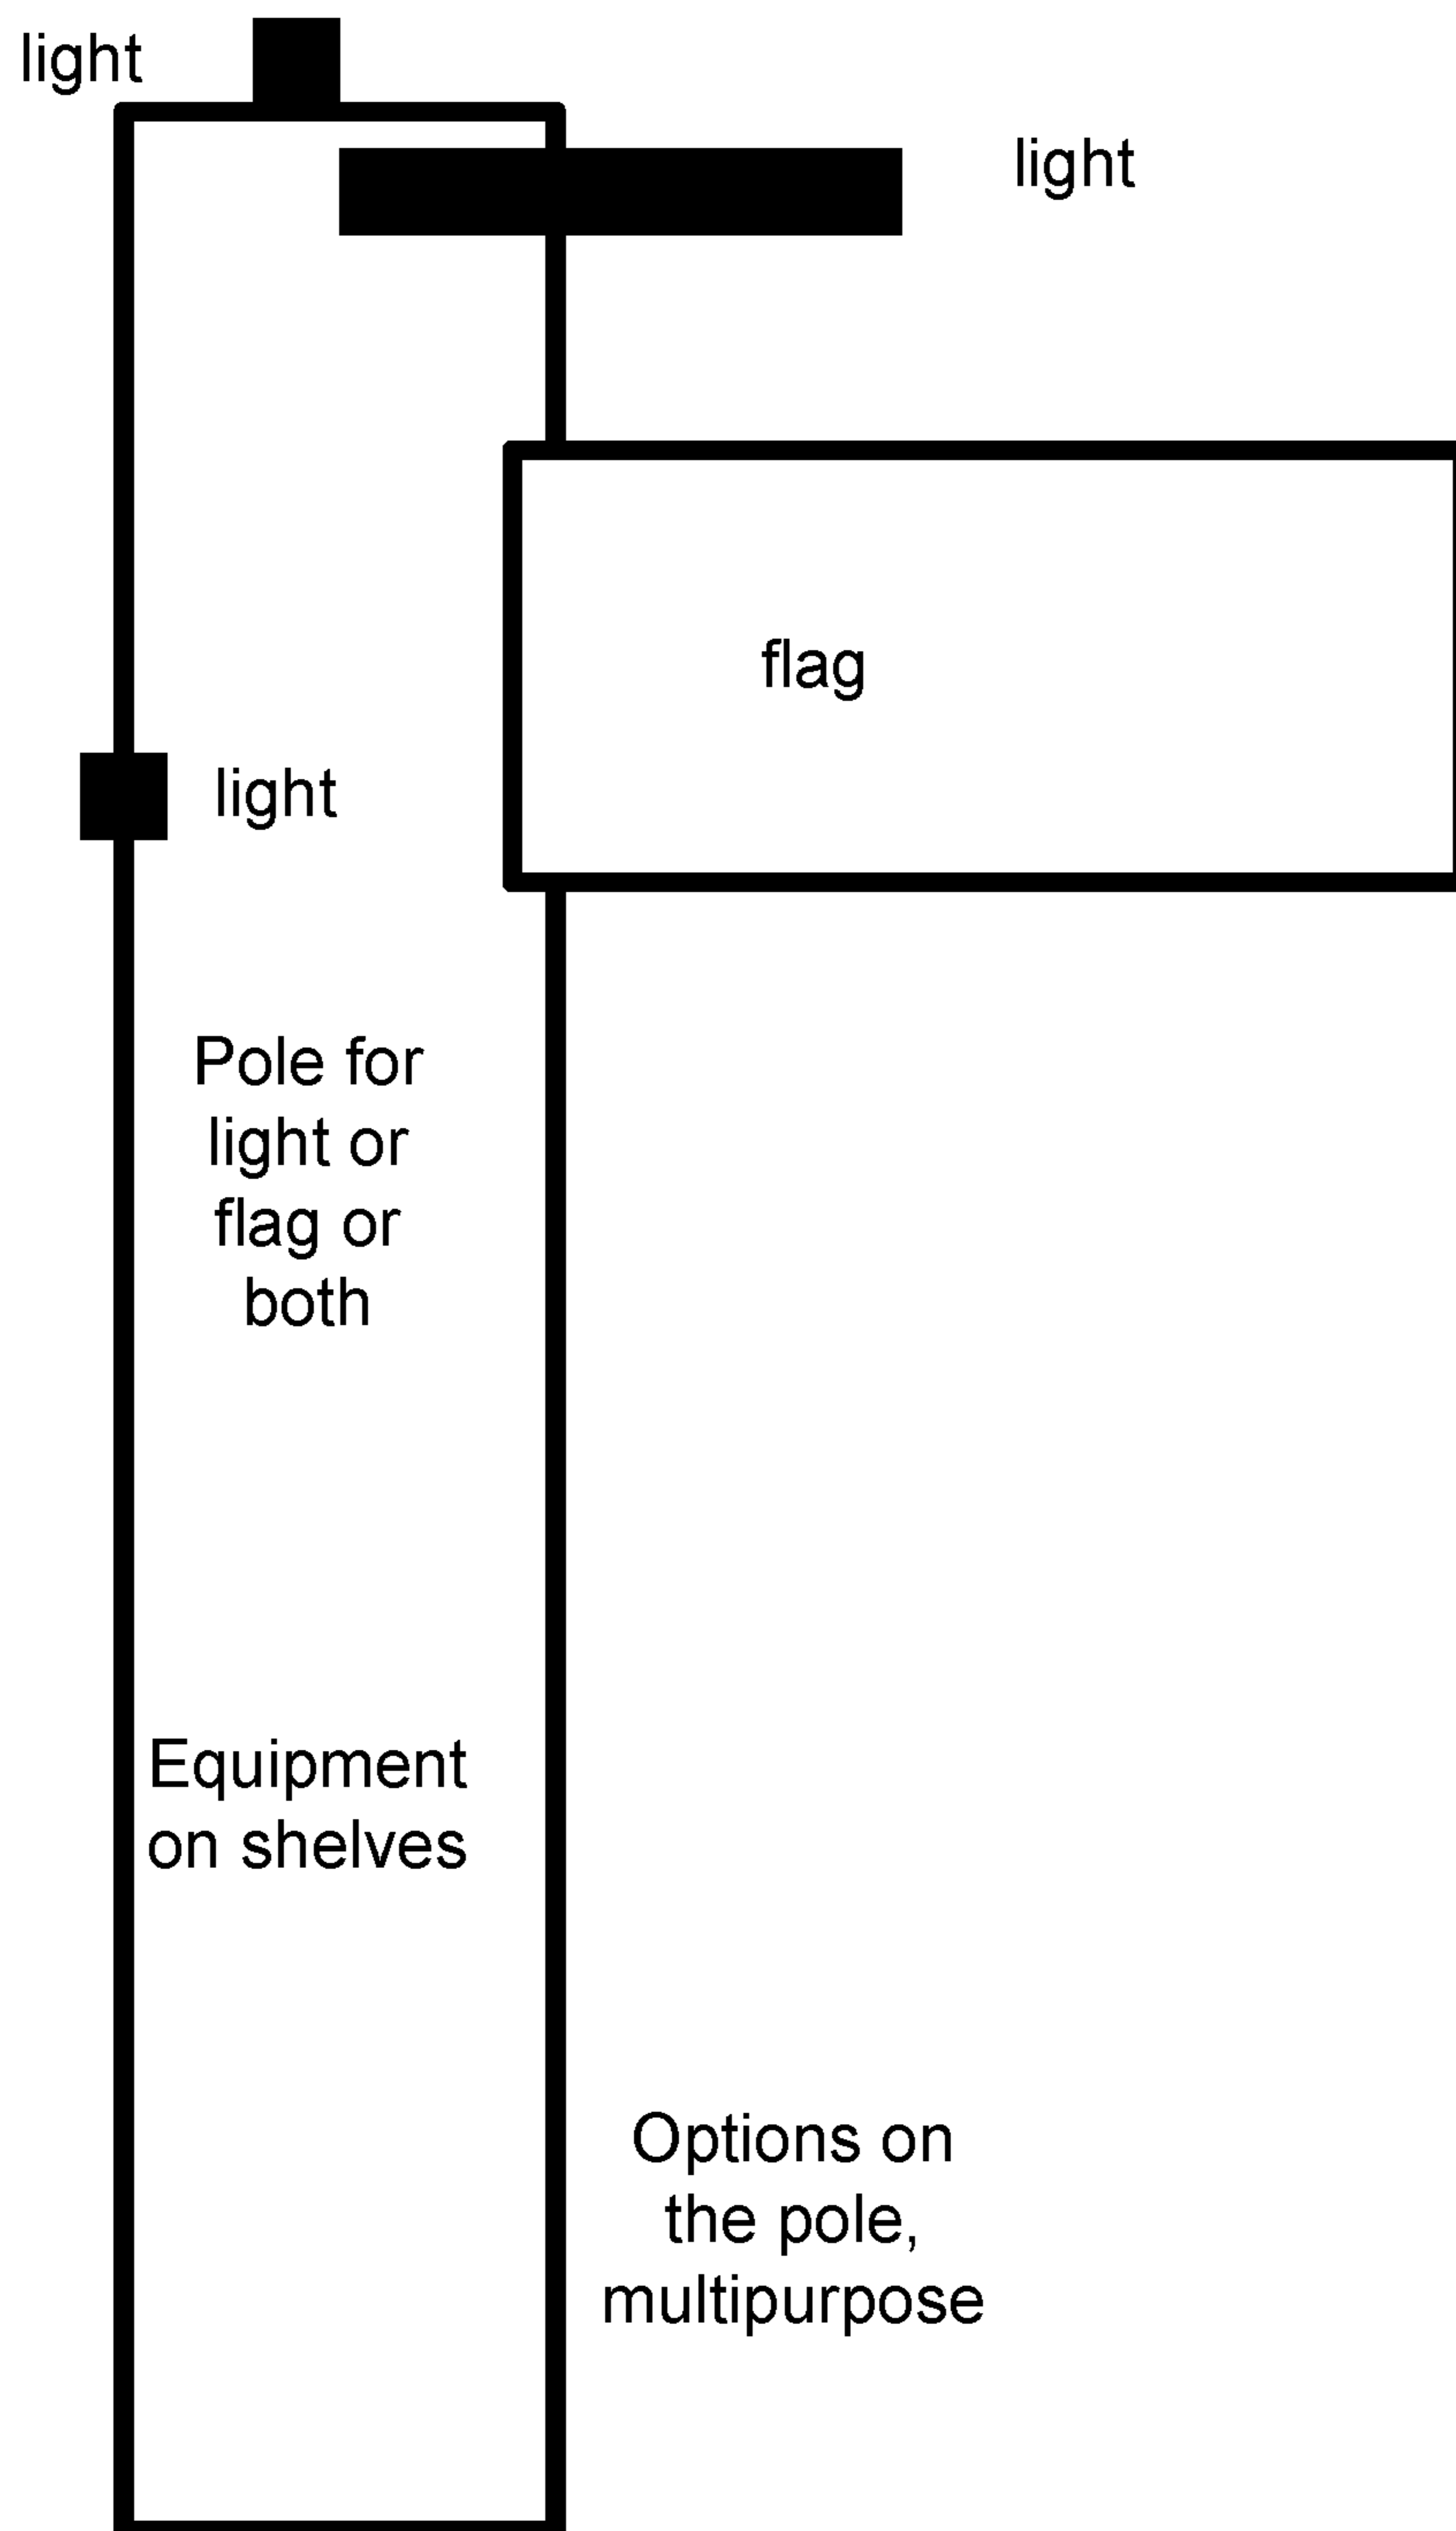 light
light
flag
light
Pole for
light or
flag or
both
Equipment
on shelves
Options on
the pole,
multipurpose